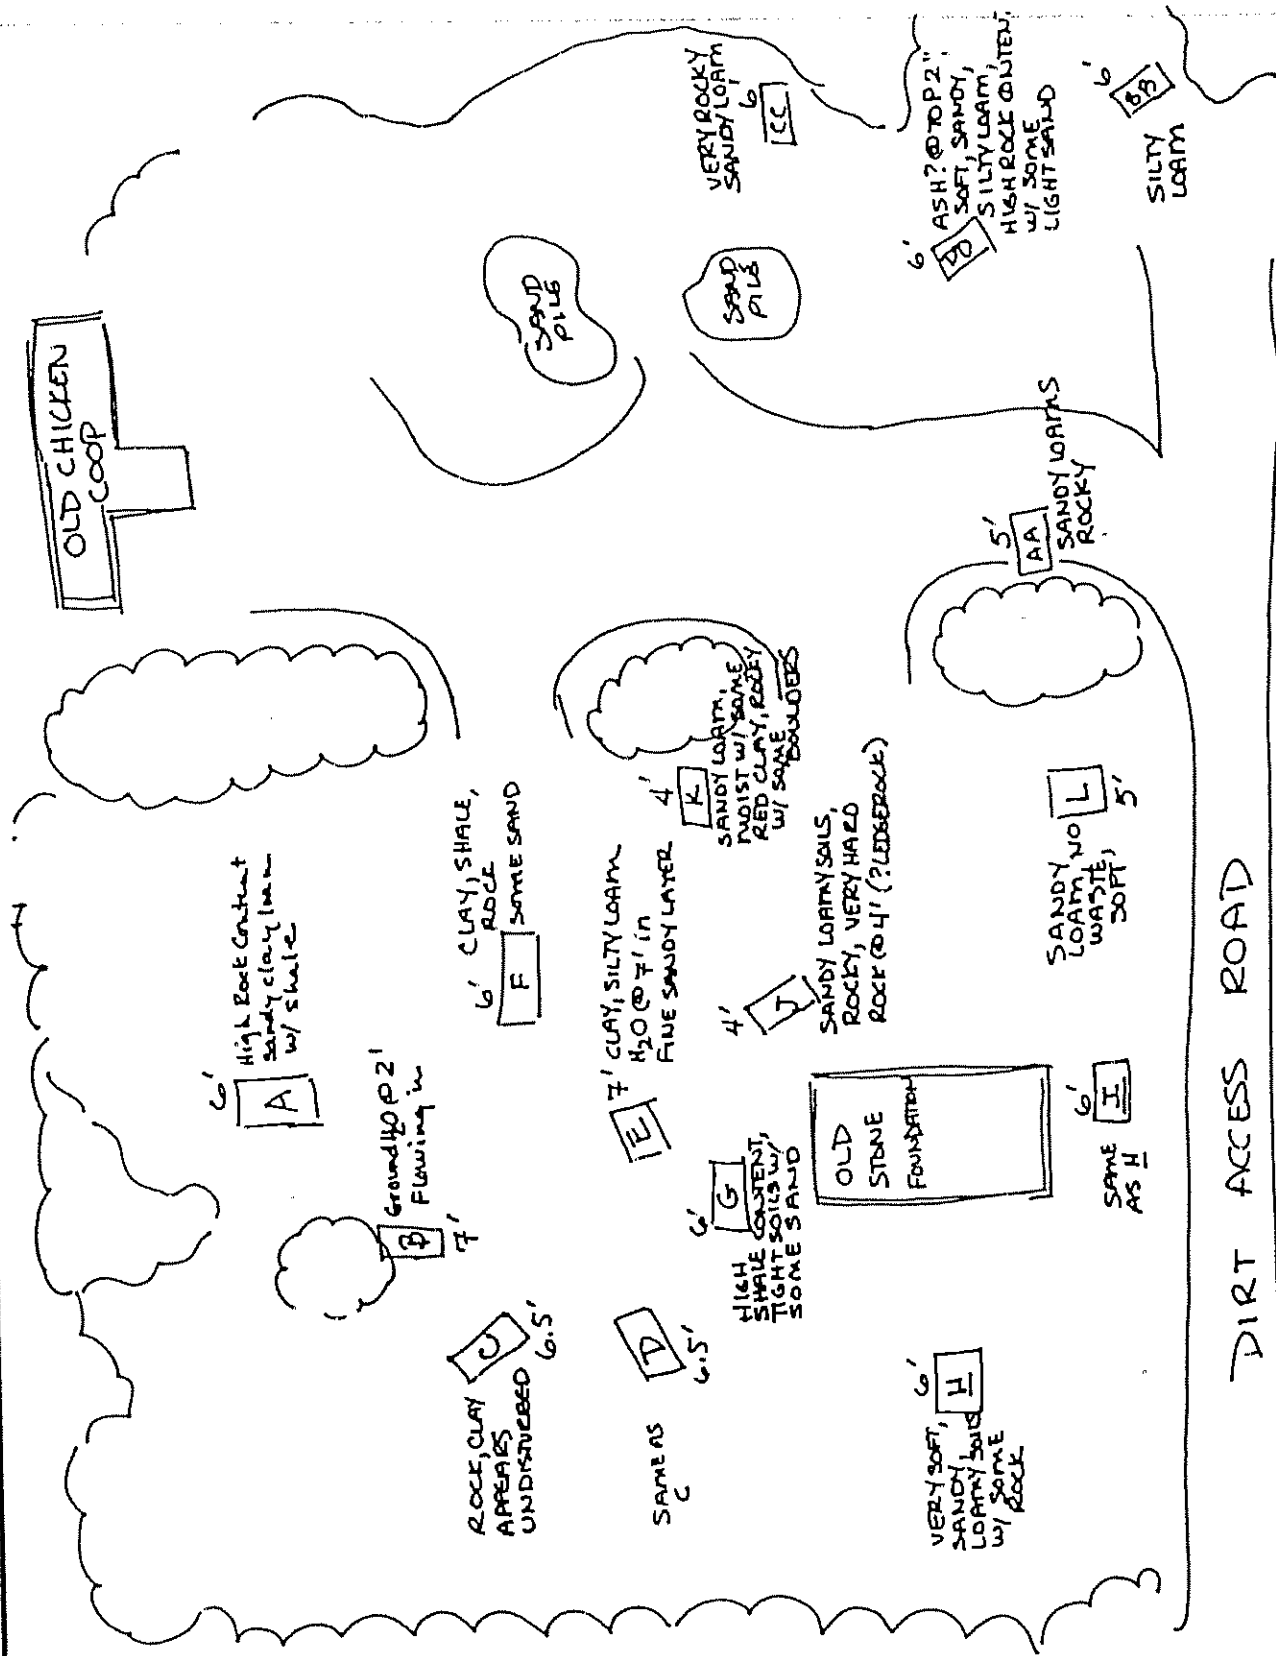 OLD CHICKEN
COOP
6'
A
High Rock Content
sandy clay loam
w/ shale
Ground H2O @ 2'
Flowing in
B
7'
ROCK, CLAY
APPEARS
UNDISTURBED
C
6.5'
6'
F
CLAY, SHALE,
ROCK
SOME SAND
SAND
PILE
SAME AS
C
D
6.5'
E
7' CLAY, SILTY LOAM
H2O @ 7' in
FINE SANDY LAYER
4'
K
SANDY LOAM,
MOIST W/ SOME
RED CLAY, ROCKY
W/ SOME
BOULDERS
SAND
PILE
VERY ROCKY
SANDY LOAM
6'
CC
6'
G
HIGH
SHALE CONTENT,
TIGHT SOILS W/
SOME SAND
4'
J
SANDY LOAMY SOILS,
ROCKY, VERY HARD
ROCK @ 4' (?LEDGEROCK)
OLD
STONE
FOUNDATION
6'
H
VERY SOFT,
SANDY,
LOAMY SOILS
W/ SOME
ROCK
6'
DD
ASH? @ TOP 2"
SOFT, SANDY,
SILTY LOAM,
HIGH ROCK CONTENT,
W/ SOME
LIGHT SAND
5'
AA
SANDY LOAMS
ROCKY
6'
I
SAME
AS H
SANDY
LOAM, NO
WASTE,
SOFT,
L
5'
6'
BB
SILTY
LOAM
DIRT ACCESS ROAD